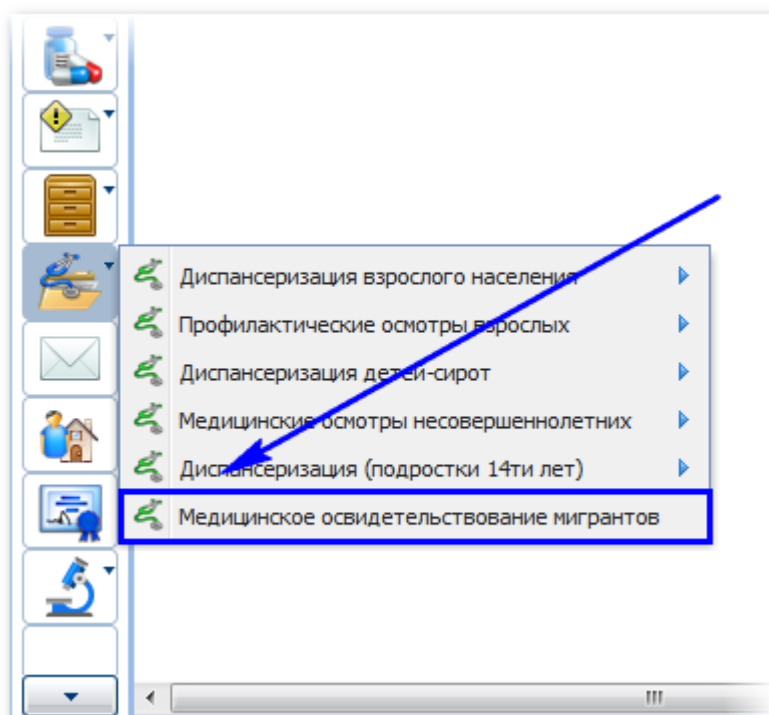 Диспансеризация взрослого населения
Профилактические осмотры взрослых
Диспансеризация детей-сирот
Медицинские осмотры несовершеннолетних
Диспансеризация (подростки 14ти лет)
Медицинское освидетельствование мигрантов